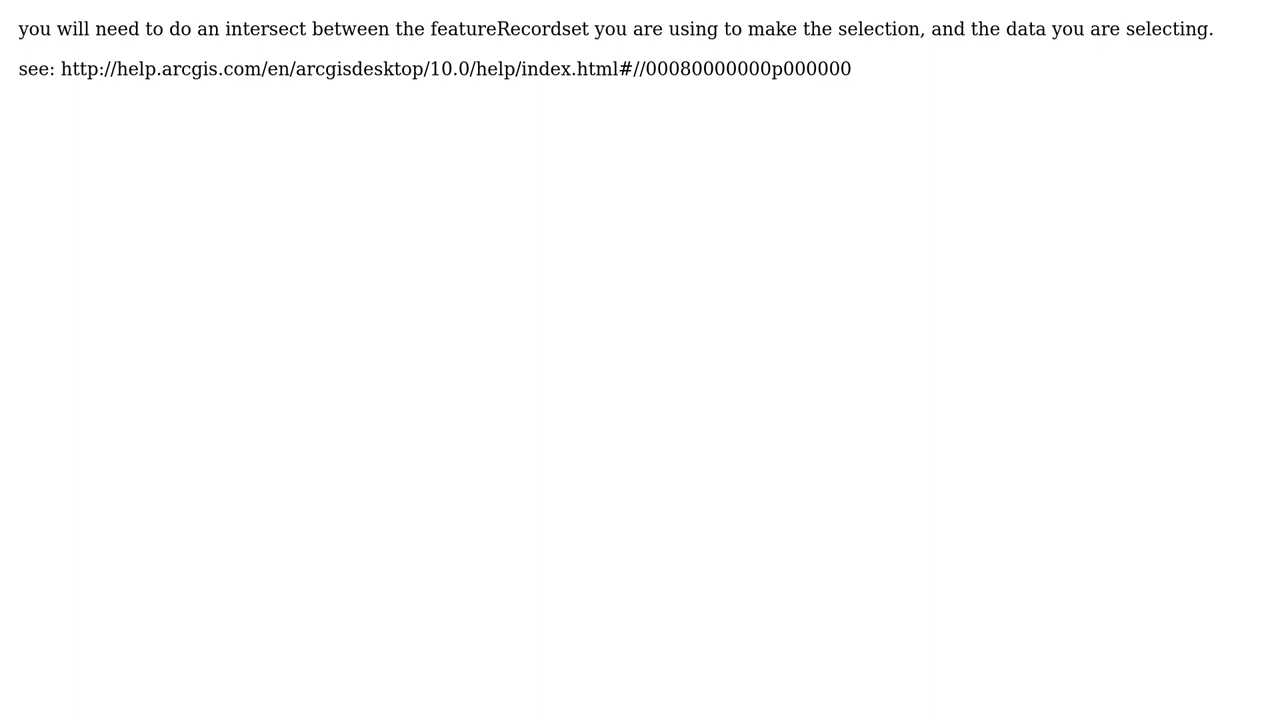 you will need to do an intersect between the featureRecordset you are using to make the selection, and the data you are selecting.
see: http://help.arcgis.com/en/arcgisdesktop/10.0/help/index.html#//00080000000p000000